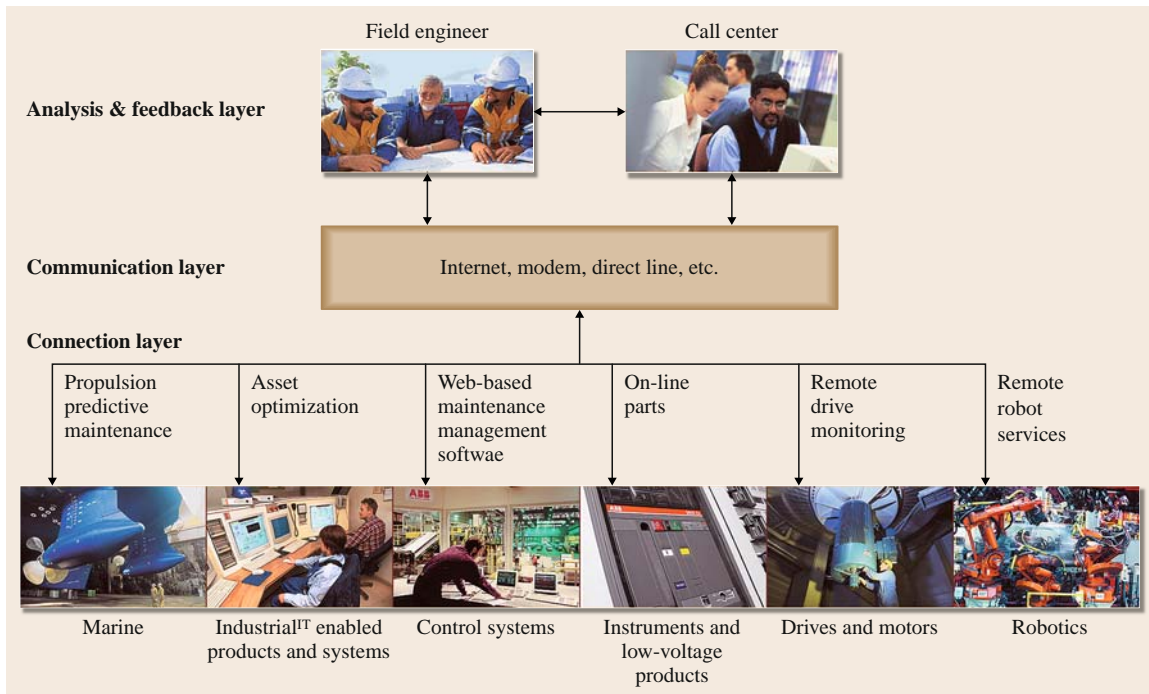 Field engineer
Call center
Analysis & feedback layer
Communication layer
Internet, modem, direct line, etc.
Connection layer
Propulsion
predictive
maintenance
Asset
optimization
Web-based
maintenance
management
softwae
On-line
parts
Remote
drive
monitoring
Remote
robot
services
ABB
ABB
Marine
Industrialᴵᵀ enabled
products and systems
Control systems
Instruments and
low-voltage
products
Drives and motors
Robotics